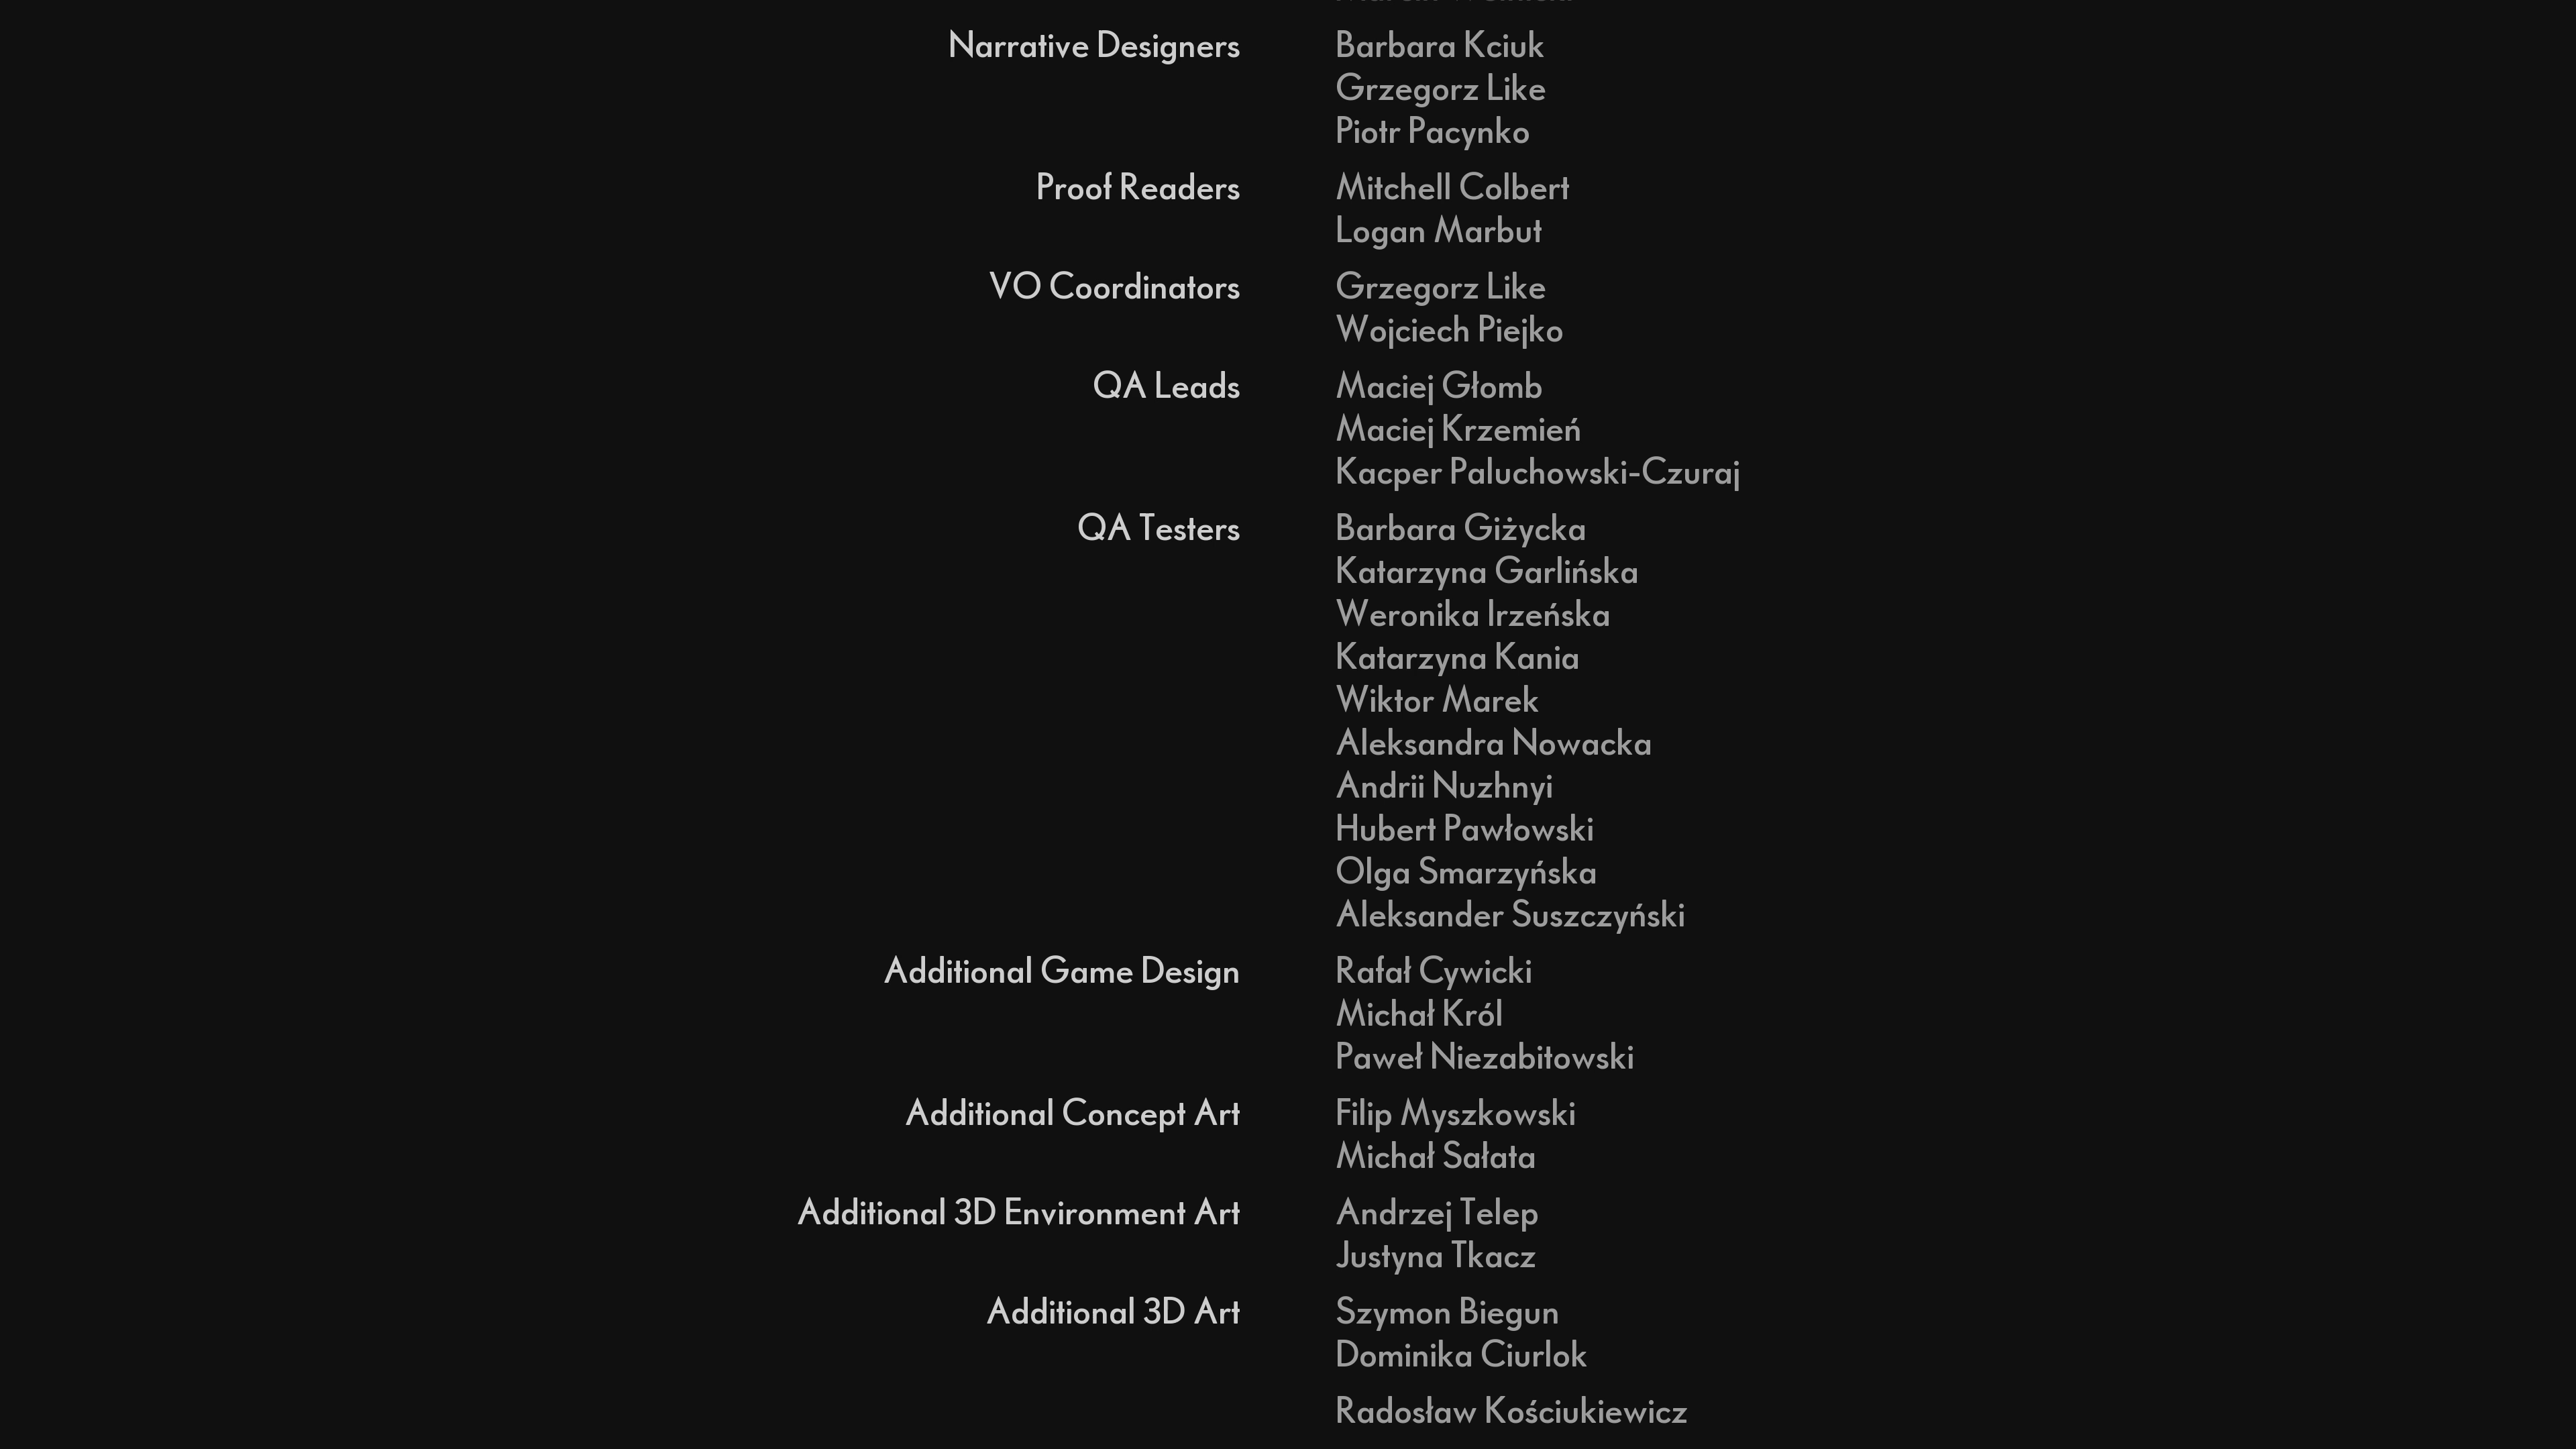 Narrative Designers Barbara Kciuk
Grzegorz Like
Piotr Pacynko
Proof Readers Mitchell Colbert
Logan Marbut
VO Coordinators Grzegorz Like
Wojciech Piejko
QA Leads Maciej Głomb
Maciej Krzemień
Kacper Paluchowski-Czuraj
QA Testers Barbara Giżycka
Katarzyna Garlińska
Weronika Irzeńska
Katarzyna Kania
Wiktor Marek
Aleksandra Nowacka
Andrii Nuzhnyi
Hubert Pawłowski
Olga Smarzyńska
Aleksander Suszczyński
Additional Game Design Rafał Cywicki
Michał Król
Paweł Niezabitowski
Additional Concept Art Filip Myszkowski
Michał Sałata
Additional 3D Environment Art Andrzej Telep
Justyna Tkacz
Additional 3D Art Szymon Biegun
Dominika Ciurlok
Radosław Kościukiewicz